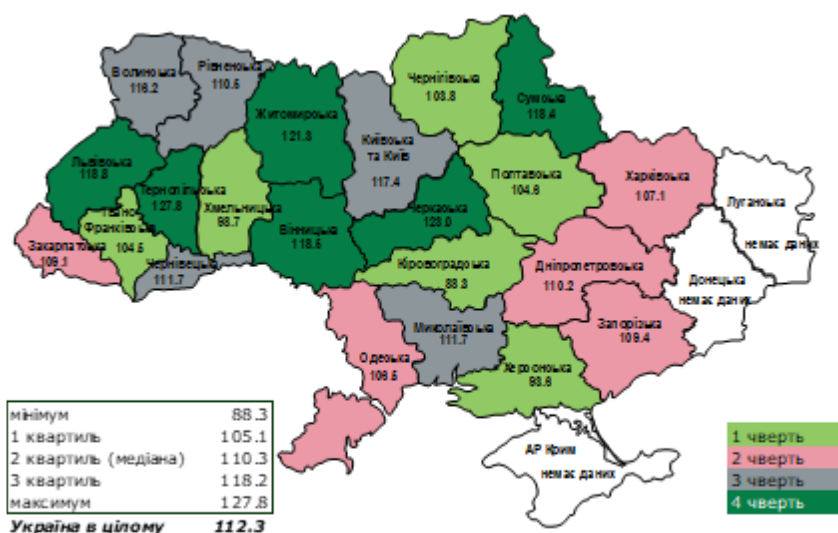 Волинська
116.2
Рівненська
110.5
Житомирська
121.3
Київська
та Київ
117.4
Чернігівська
103.8
Сумська
118.4
Львівська
118.8
Тернопільська
127.8
Хмельницька
98.7
Вінницька
118.5
Черкаська
123.0
Полтавська
104.6
Харківська
107.1
Луганська
немає даних
Івано-
Франківська
104.5
Закарпатська
109.1
Чернівецька
111.7
Кіровоградська
88.3
Дніпропетровська
110.2
Донецька
немає даних
Запорізька
109.4
Миколаївська
111.7
Одеська
106.5
Херсонська
93.6
АР Крим
немає даних
мінімум 88.3
1 квартиль 105.1
2 квартиль (медіана) 110.3
3 квартиль 118.2
максимум 127.8
Україна в цілому 112.3
1 чверть
2 чверть
3 чверть
4 чверть